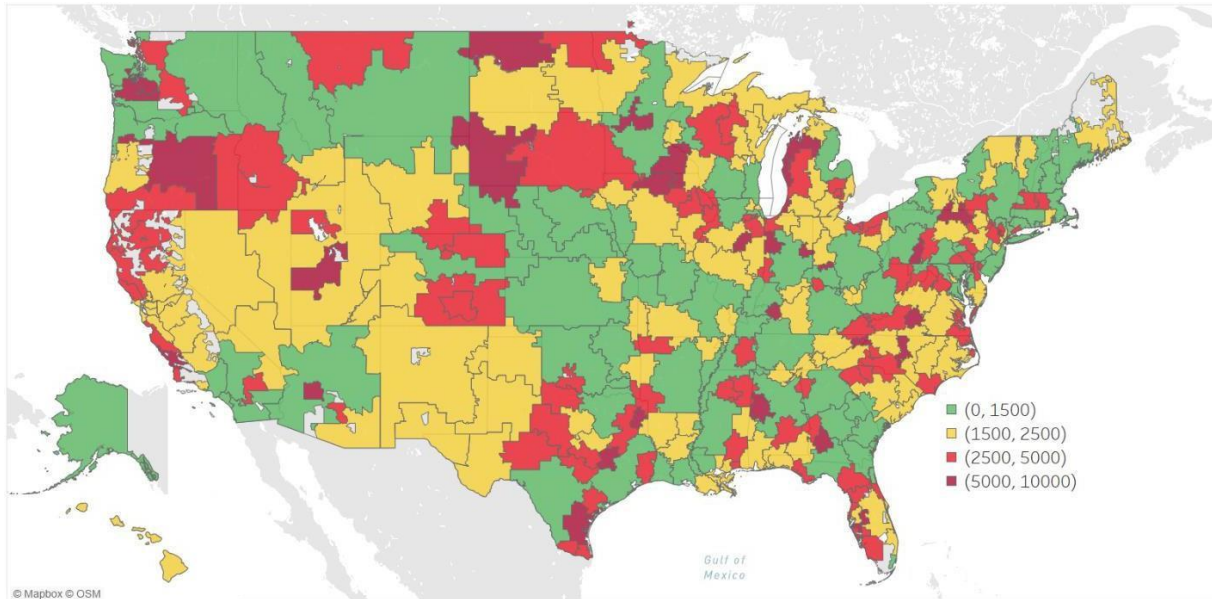 (0, 1500)
(1500, 2500)
(2500, 5000)
(5000, 10000)
Gulf of
Mexico
© Mapbox © OSM